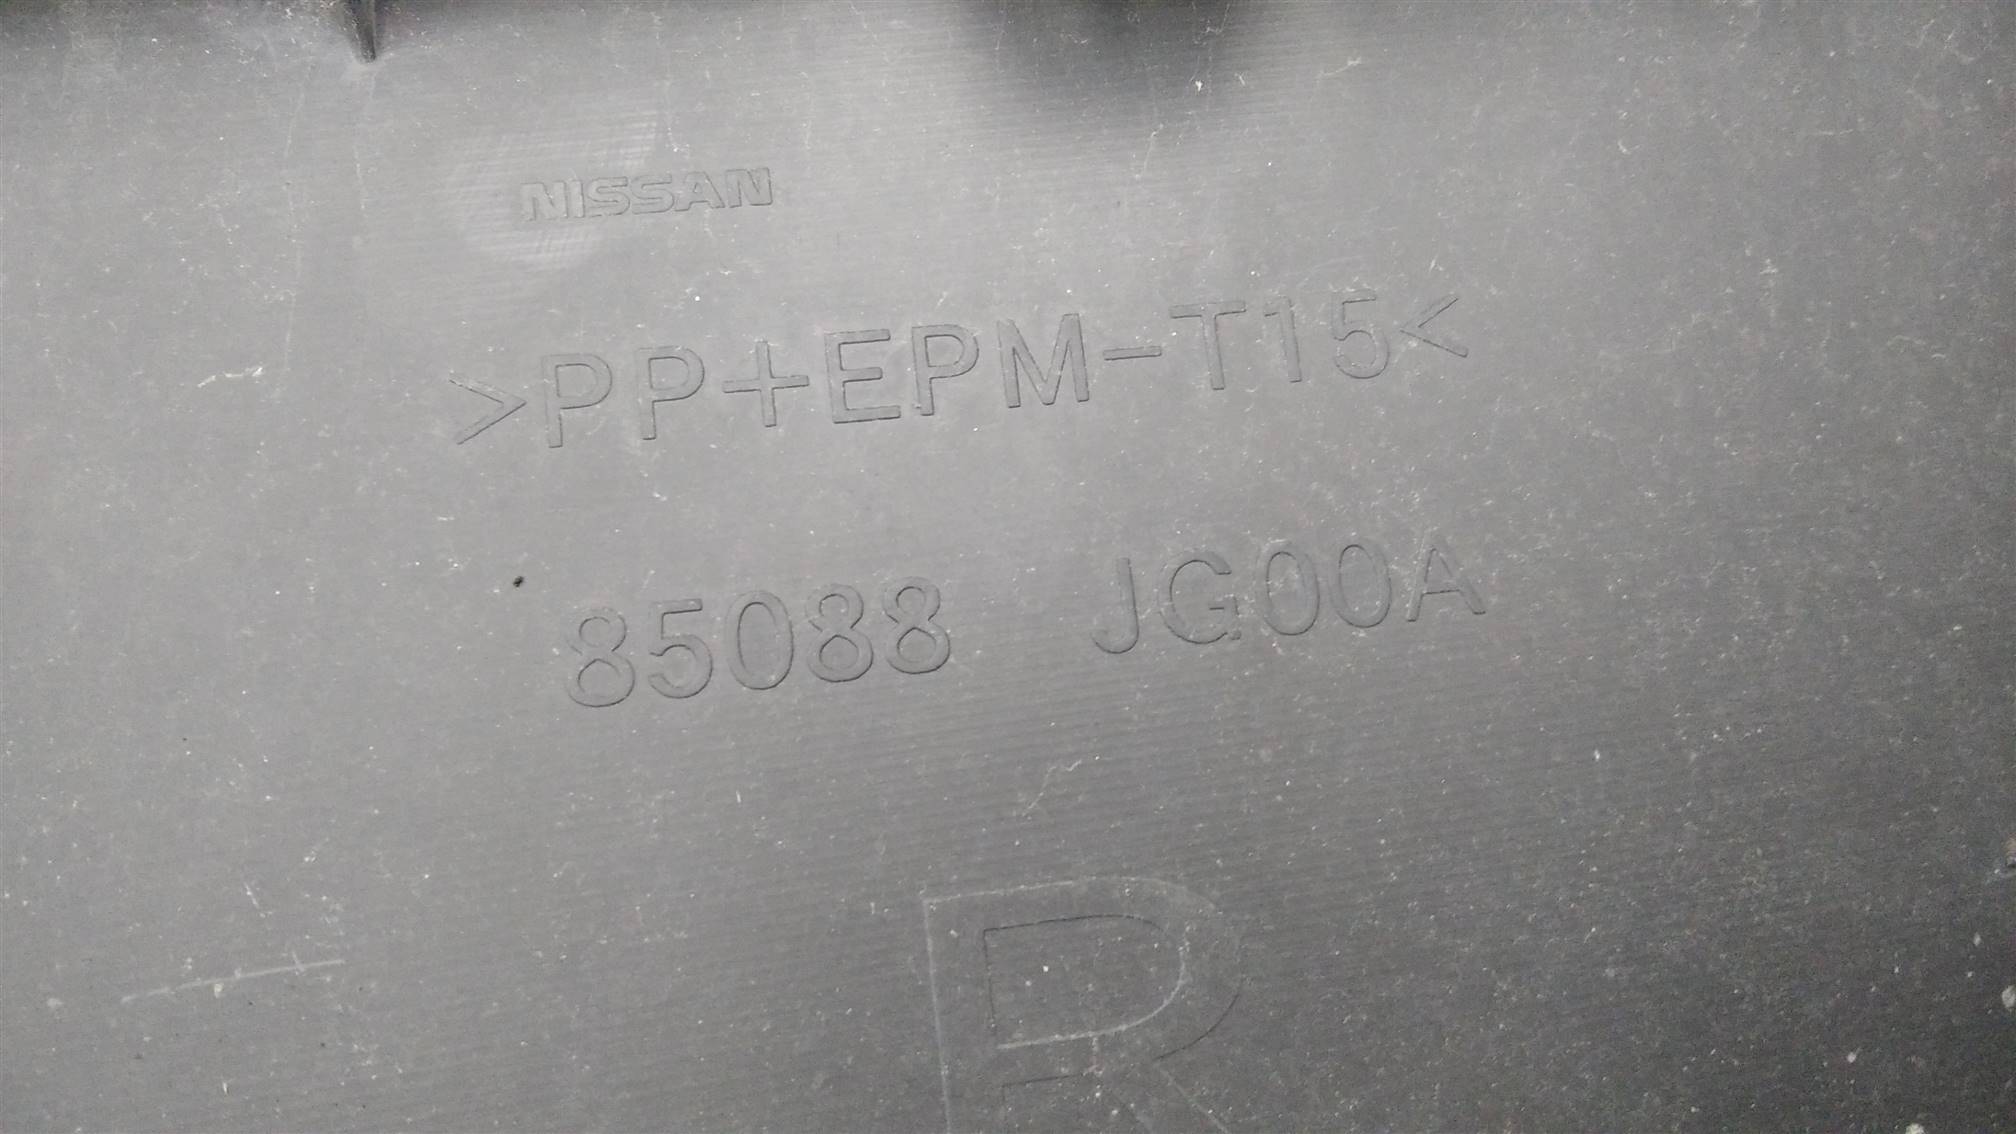 NISSAN
>PP+EPM-T15<
85088 JG00A
R